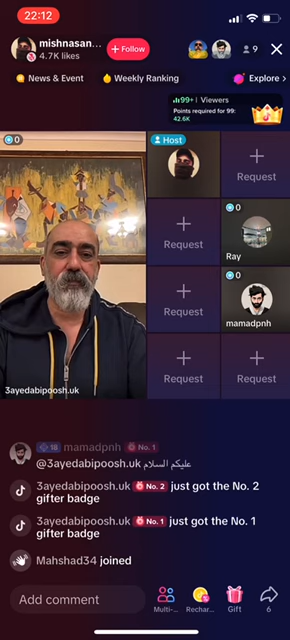 22:12
mishnasan...
4.7K likes
+ Follow
9
News & Event
Weekly Ranking
Explore >
99+ | Viewers
Points required for 99:
42.6K
0
Host
Request
0
Request
Ray
0
Request
mamadpnh
Request
Request
3ayedabipoosh.uk
18 mamadpnh No. 1
@3ayedabipoosh.uk عليكم السلام
3ayedabipoosh.uk No. 2 just got the No. 2
gifter badge
3ayedabipoosh.uk No. 1 just got the No. 1
gifter badge
Mahshad34 joined
Add comment
Multi-...
Rechar...
Gift
6